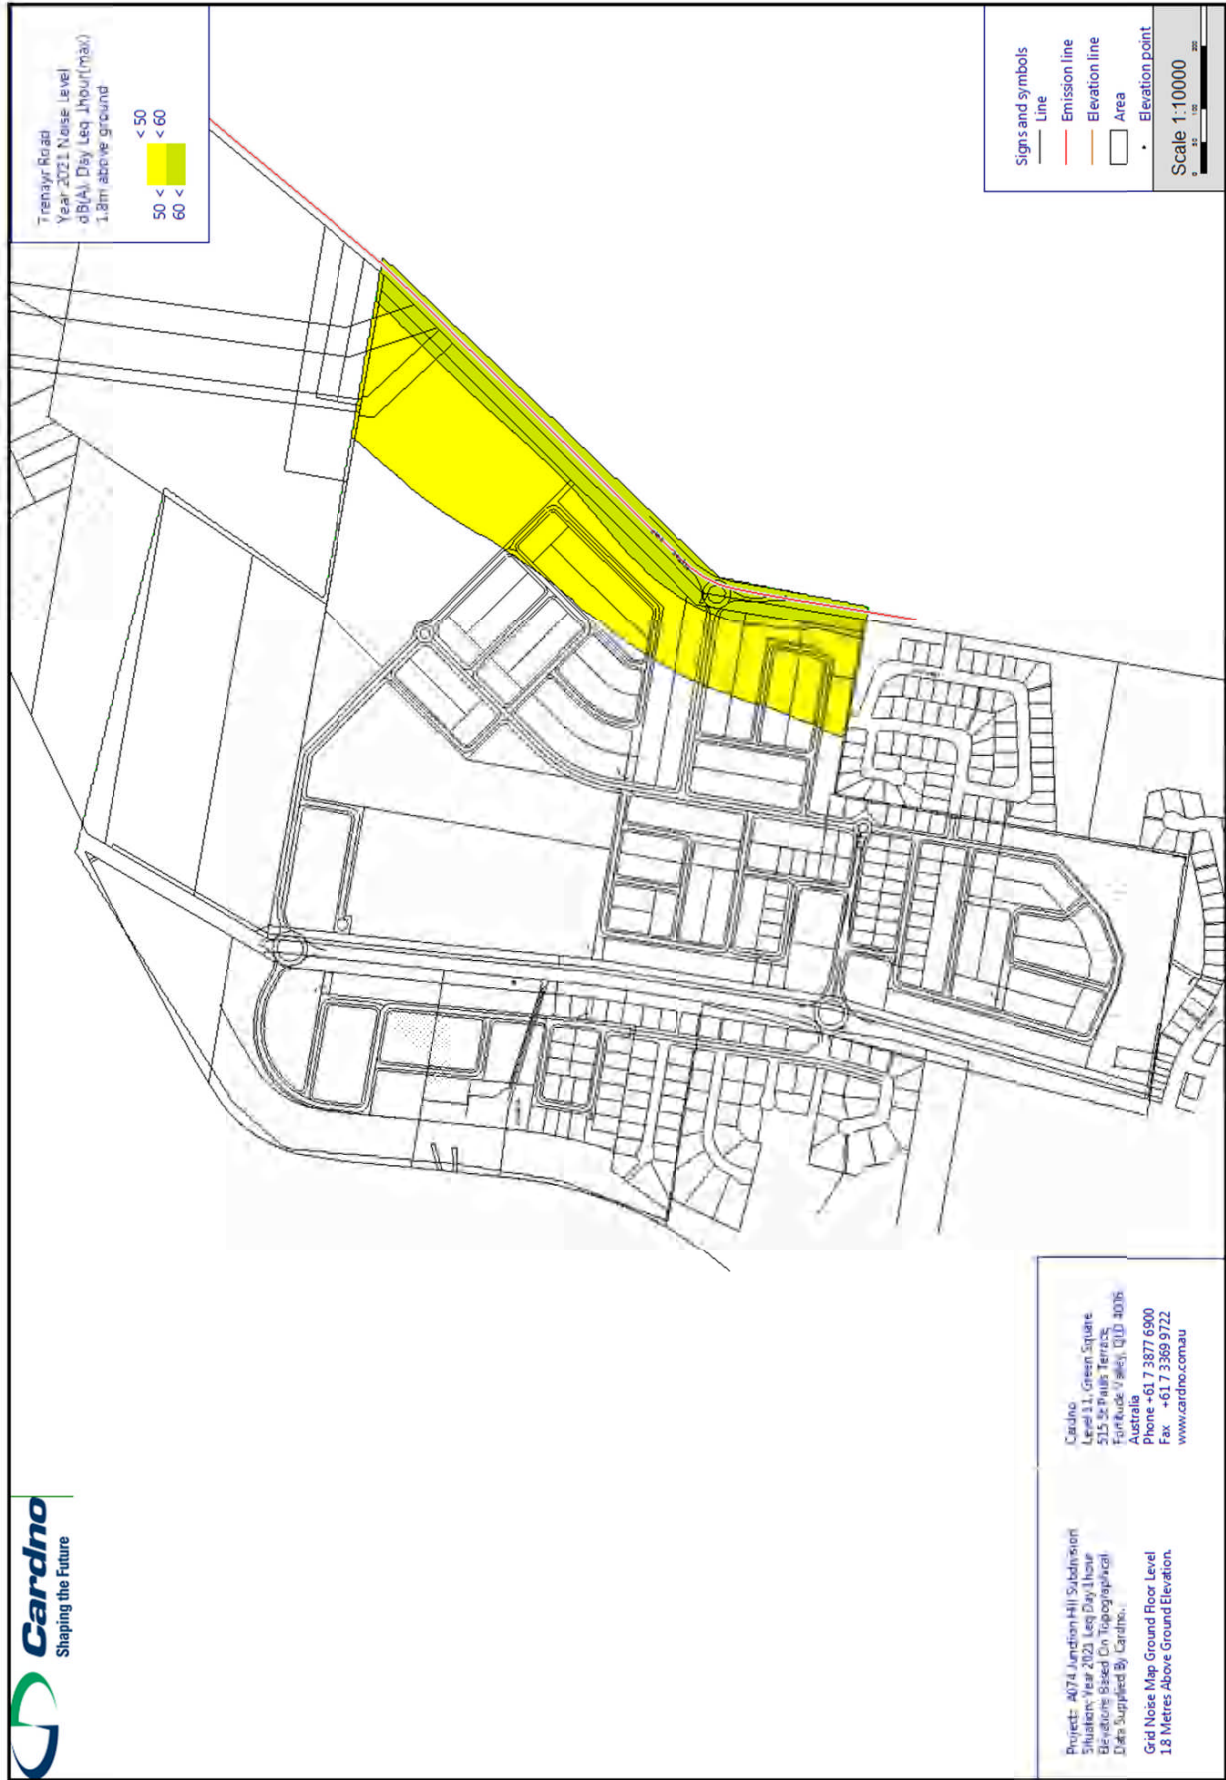 Cardno
Shaping the Future
Trenayr Road
Year 2021 Noise Level
dB(A), Day Leq 1hour(max)
1.8m above ground
< 50
50 < < 60
60 <
Signs and symbols
Line
Emission line
Elevation line
Area
Elevation point
Scale 1:10000
0 50 100 200
Project: A074 Junction Hill Subdivision
Situation: Year 2021 Leq Day 1hour
Elevations Based On Topographical
Data Supplied By Cardno.
Grid Noise Map Ground Floor Level
1.8 Metres Above Ground Elevation.
Cardno
Level 11, Green Square
515 St Pauls Terrace
Fortitude Valley, QLD 4006
Australia
Phone +61 7 3877 6900
Fax +61 7 3369 9722
www.cardno.com.au